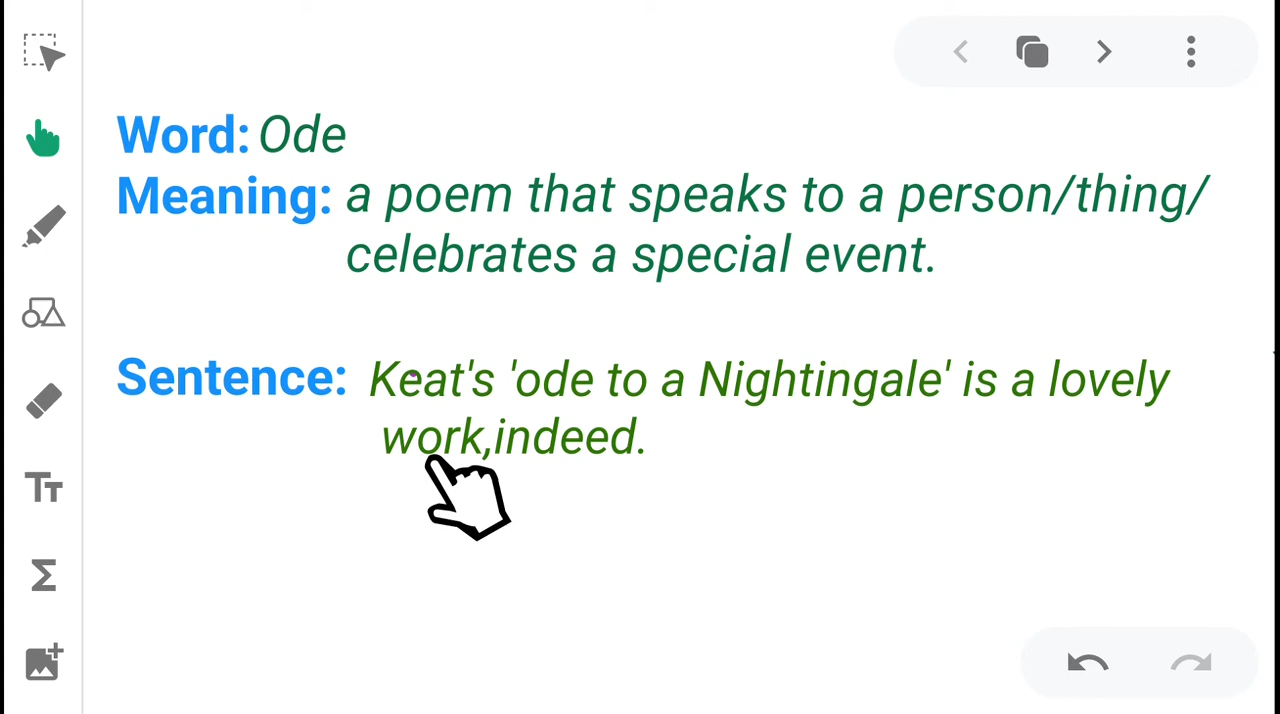 Word: Ode
Meaning: a poem that speaks to a person/thing/
celebrates a special event.
Sentence: Keat's 'ode to a Nightingale' is a lovely
work,indeed.